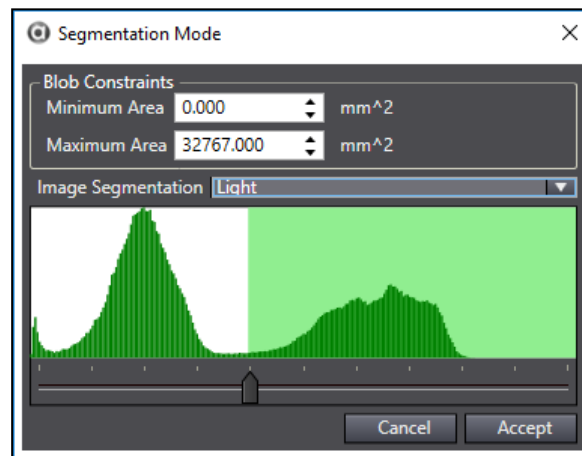 Segmentation Mode
Blob Constraints
Minimum Area 0.000 mm^2
Maximum Area 32767.000 mm^2
Image Segmentation Light
Cancel Accept